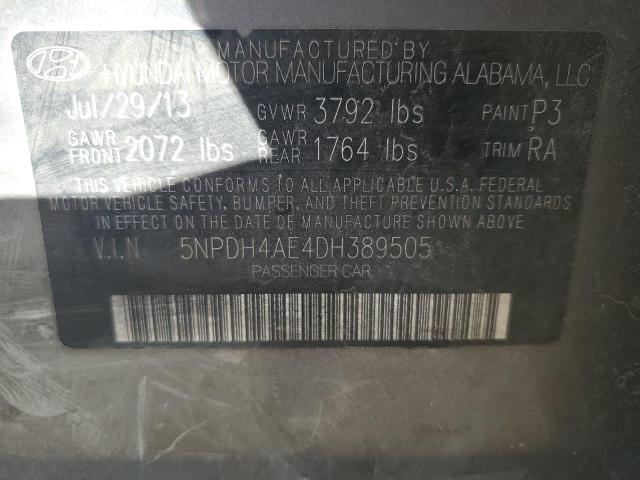 MANUFACTURED BY
HYUNDAI MOTOR MANUFACTURING ALABAMA, LLC
Jul/29/13 GVWR 3792 lbs PAINT P3
GAWR FRONT 2072 lbs GAWR REAR 1764 lbs TRIM RA
THIS VEHICLE CONFORMS TO ALL APPLICABLE U.S.A. FEDERAL
MOTOR VEHICLE SAFETY, BUMPER, AND THEFT PREVENTION STANDARDS
IN EFFECT ON THE DATE OF MANUFACTURE SHOWN ABOVE.
V.I.N 5NPDH4AE4DH389505
PASSENGER CAR